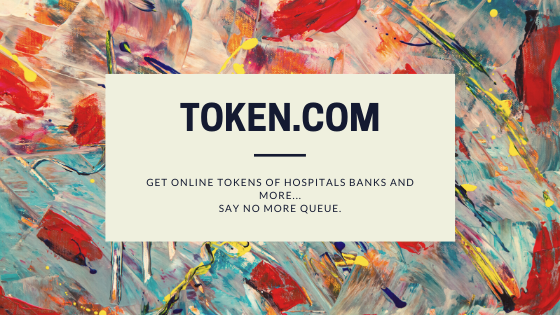 TOKEN.COM
GET ONLINE TOKENS OF HOSPITALS BANKS AND
MORE...
SAY NO MORE QUEUE.